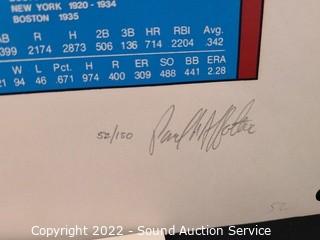 NEW YORK 1920 - 1934
BOSTON 1935
AB R H 2B 3B HR RBI Avg.
399 2174 2873 506 136 714 2204 .342
W L Pct. H R ER SO BB ERA
94 46 .671 974 400 309 488 441 2.28
52/150
52
Copyright 2022 - Sound Auction Service